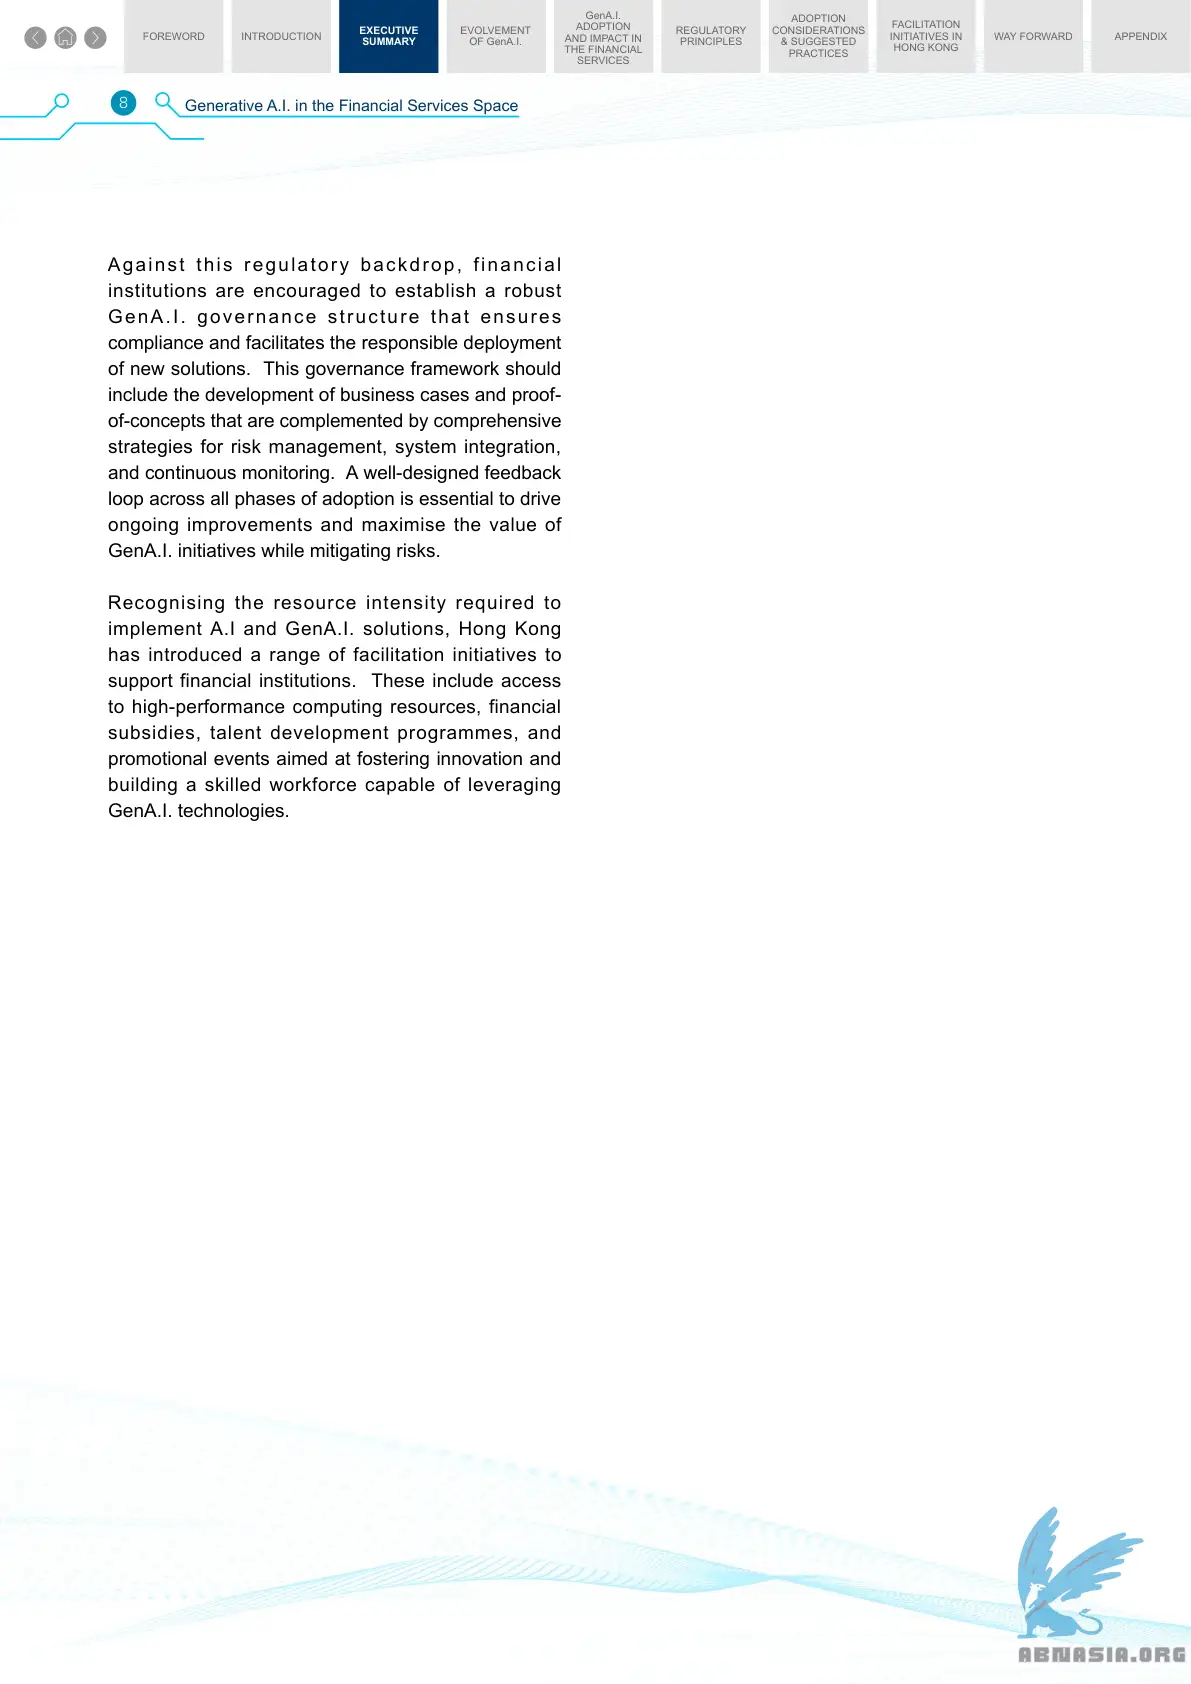 FOREWORD
INTRODUCTION
EXECUTIVE
SUMMARY
EVOLVEMENT
OF GenA.I.
GenA.I.
ADOPTION
AND IMPACT IN
THE FINANCIAL
SERVICES
REGULATORY
PRINCIPLES
ADOPTION
CONSIDERATIONS
& SUGGESTED
PRACTICES
FACILITATION
INITIATIVES IN
HONG KONG
WAY FORWARD
APPENDIX
8
Generative A.I. in the Financial Services Space
Against this regulatory backdrop, financial
institutions are encouraged to establish a robust
GenA.I. governance structure that ensures
compliance and facilitates the responsible deployment
of new solutions.  This governance framework should
include the development of business cases and proof-
of-concepts that are complemented by comprehensive
strategies for risk management, system integration,
and continuous monitoring.  A well-designed feedback
loop across all phases of adoption is essential to drive
ongoing improvements and maximise the value of
GenA.I. initiatives while mitigating risks.
Recognising the resource intensity required to
implement A.I and GenA.I. solutions, Hong Kong
has introduced a range of facilitation initiatives to
support financial institutions.  These include access
to high-performance computing resources, financial
subsidies, talent development programmes, and
promotional events aimed at fostering innovation and
building a skilled workforce capable of leveraging
GenA.I. technologies.
ABNASIA.ORG